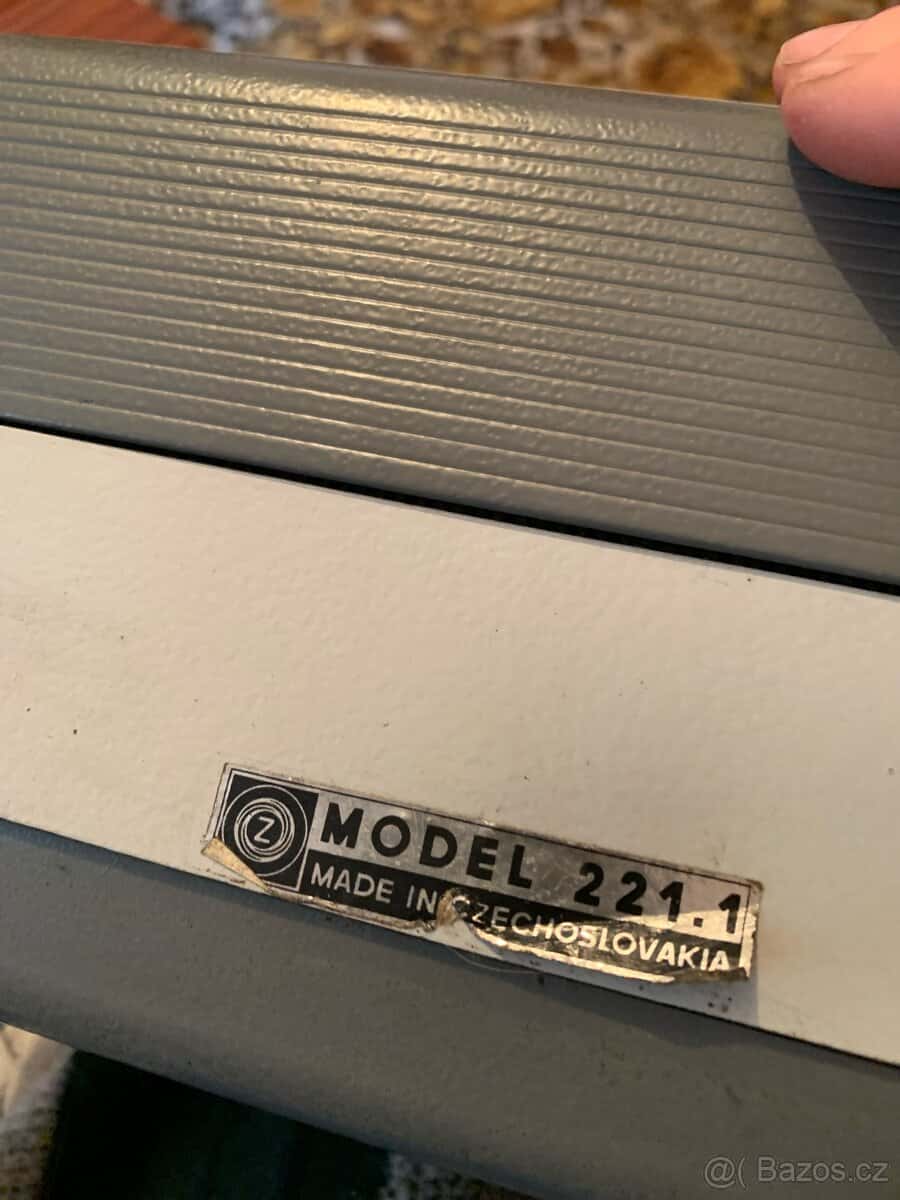 Z MODEL 221.1
MADE IN CZECHOSLOVAKIA
@( Bazos.cz